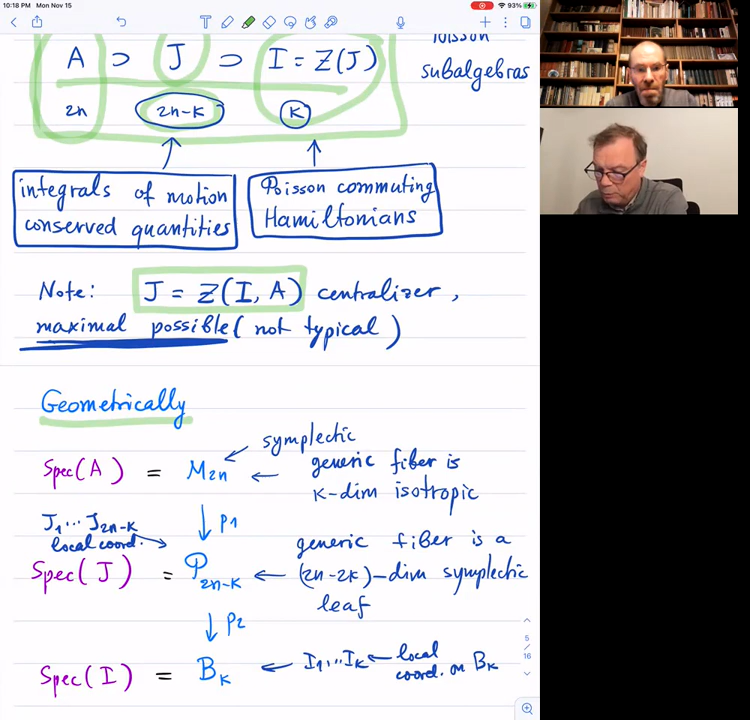 10:18 PM Mon Nov 15
93%
Poisson
subalgebras
A ⊃ J ⊃ I = Z(J)
2n 2n-k k
integrals of motion
conserved quantities
Poisson commuting
Hamiltonians
Note: J = Z(I, A) centralizer,
maximal possible (not typical)
Geometrically
symplectic
Spec(A) = M2n ← generic fiber is
k-dim isotropic
↓ p1
J1 ... J2n-k
local coord.
Spec(J) = P2n-k ← generic fiber is a
(2n-2k)-dim symplectic
leaf
↓ p2
Spec(I) = Bk ← I1, ... Ik ← local
coord. on Bk
5
/
16